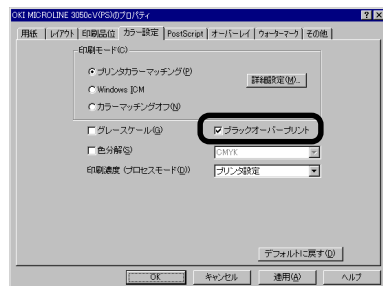 OKI MICROLINE 3050cV(PS)のプロパティ
用紙 レイアウト 印刷品位 カラー設定 PostScript オーバーレイ ウォーターマーク その他
印刷モード(C)
プリンタカラーマッチング(P)
詳細設定(M)...
Windows ICM
カラーマッチングオフ(N)
グレースケール(G) ブラックオーバープリント
色分解(S) CMYK
印刷濃度 (プロセスモード(D)) プリンタ設定
デフォルトに戻す(D)
OK キャンセル 適用(A) ヘルプ